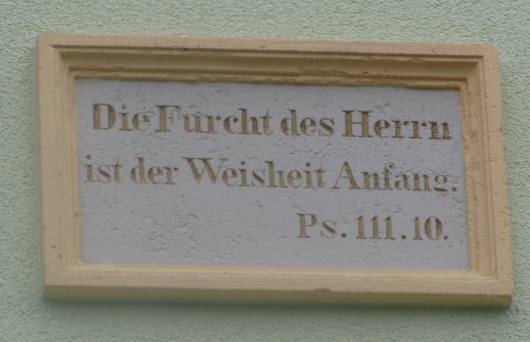 Die Furcht des Herrn
ist der Weisheit Anfang.
Ps. 111.10.